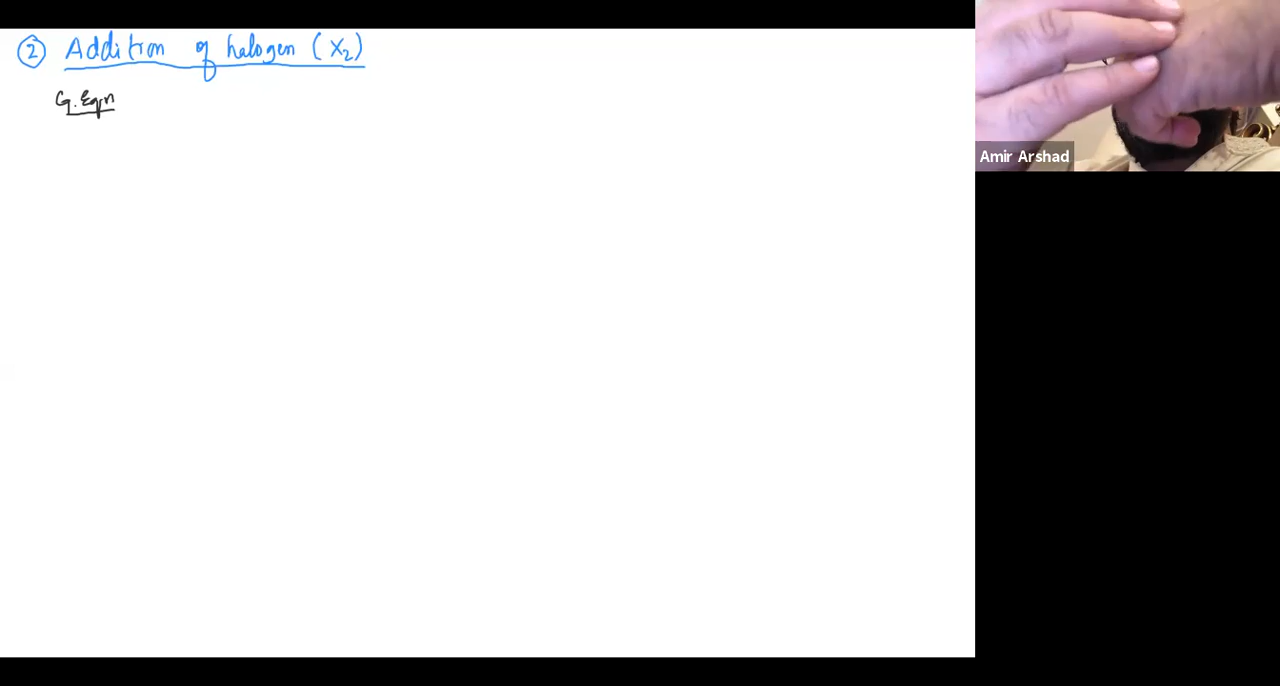 ② Addition of halogen (X₂)
G. Eqn
Amir Arshad